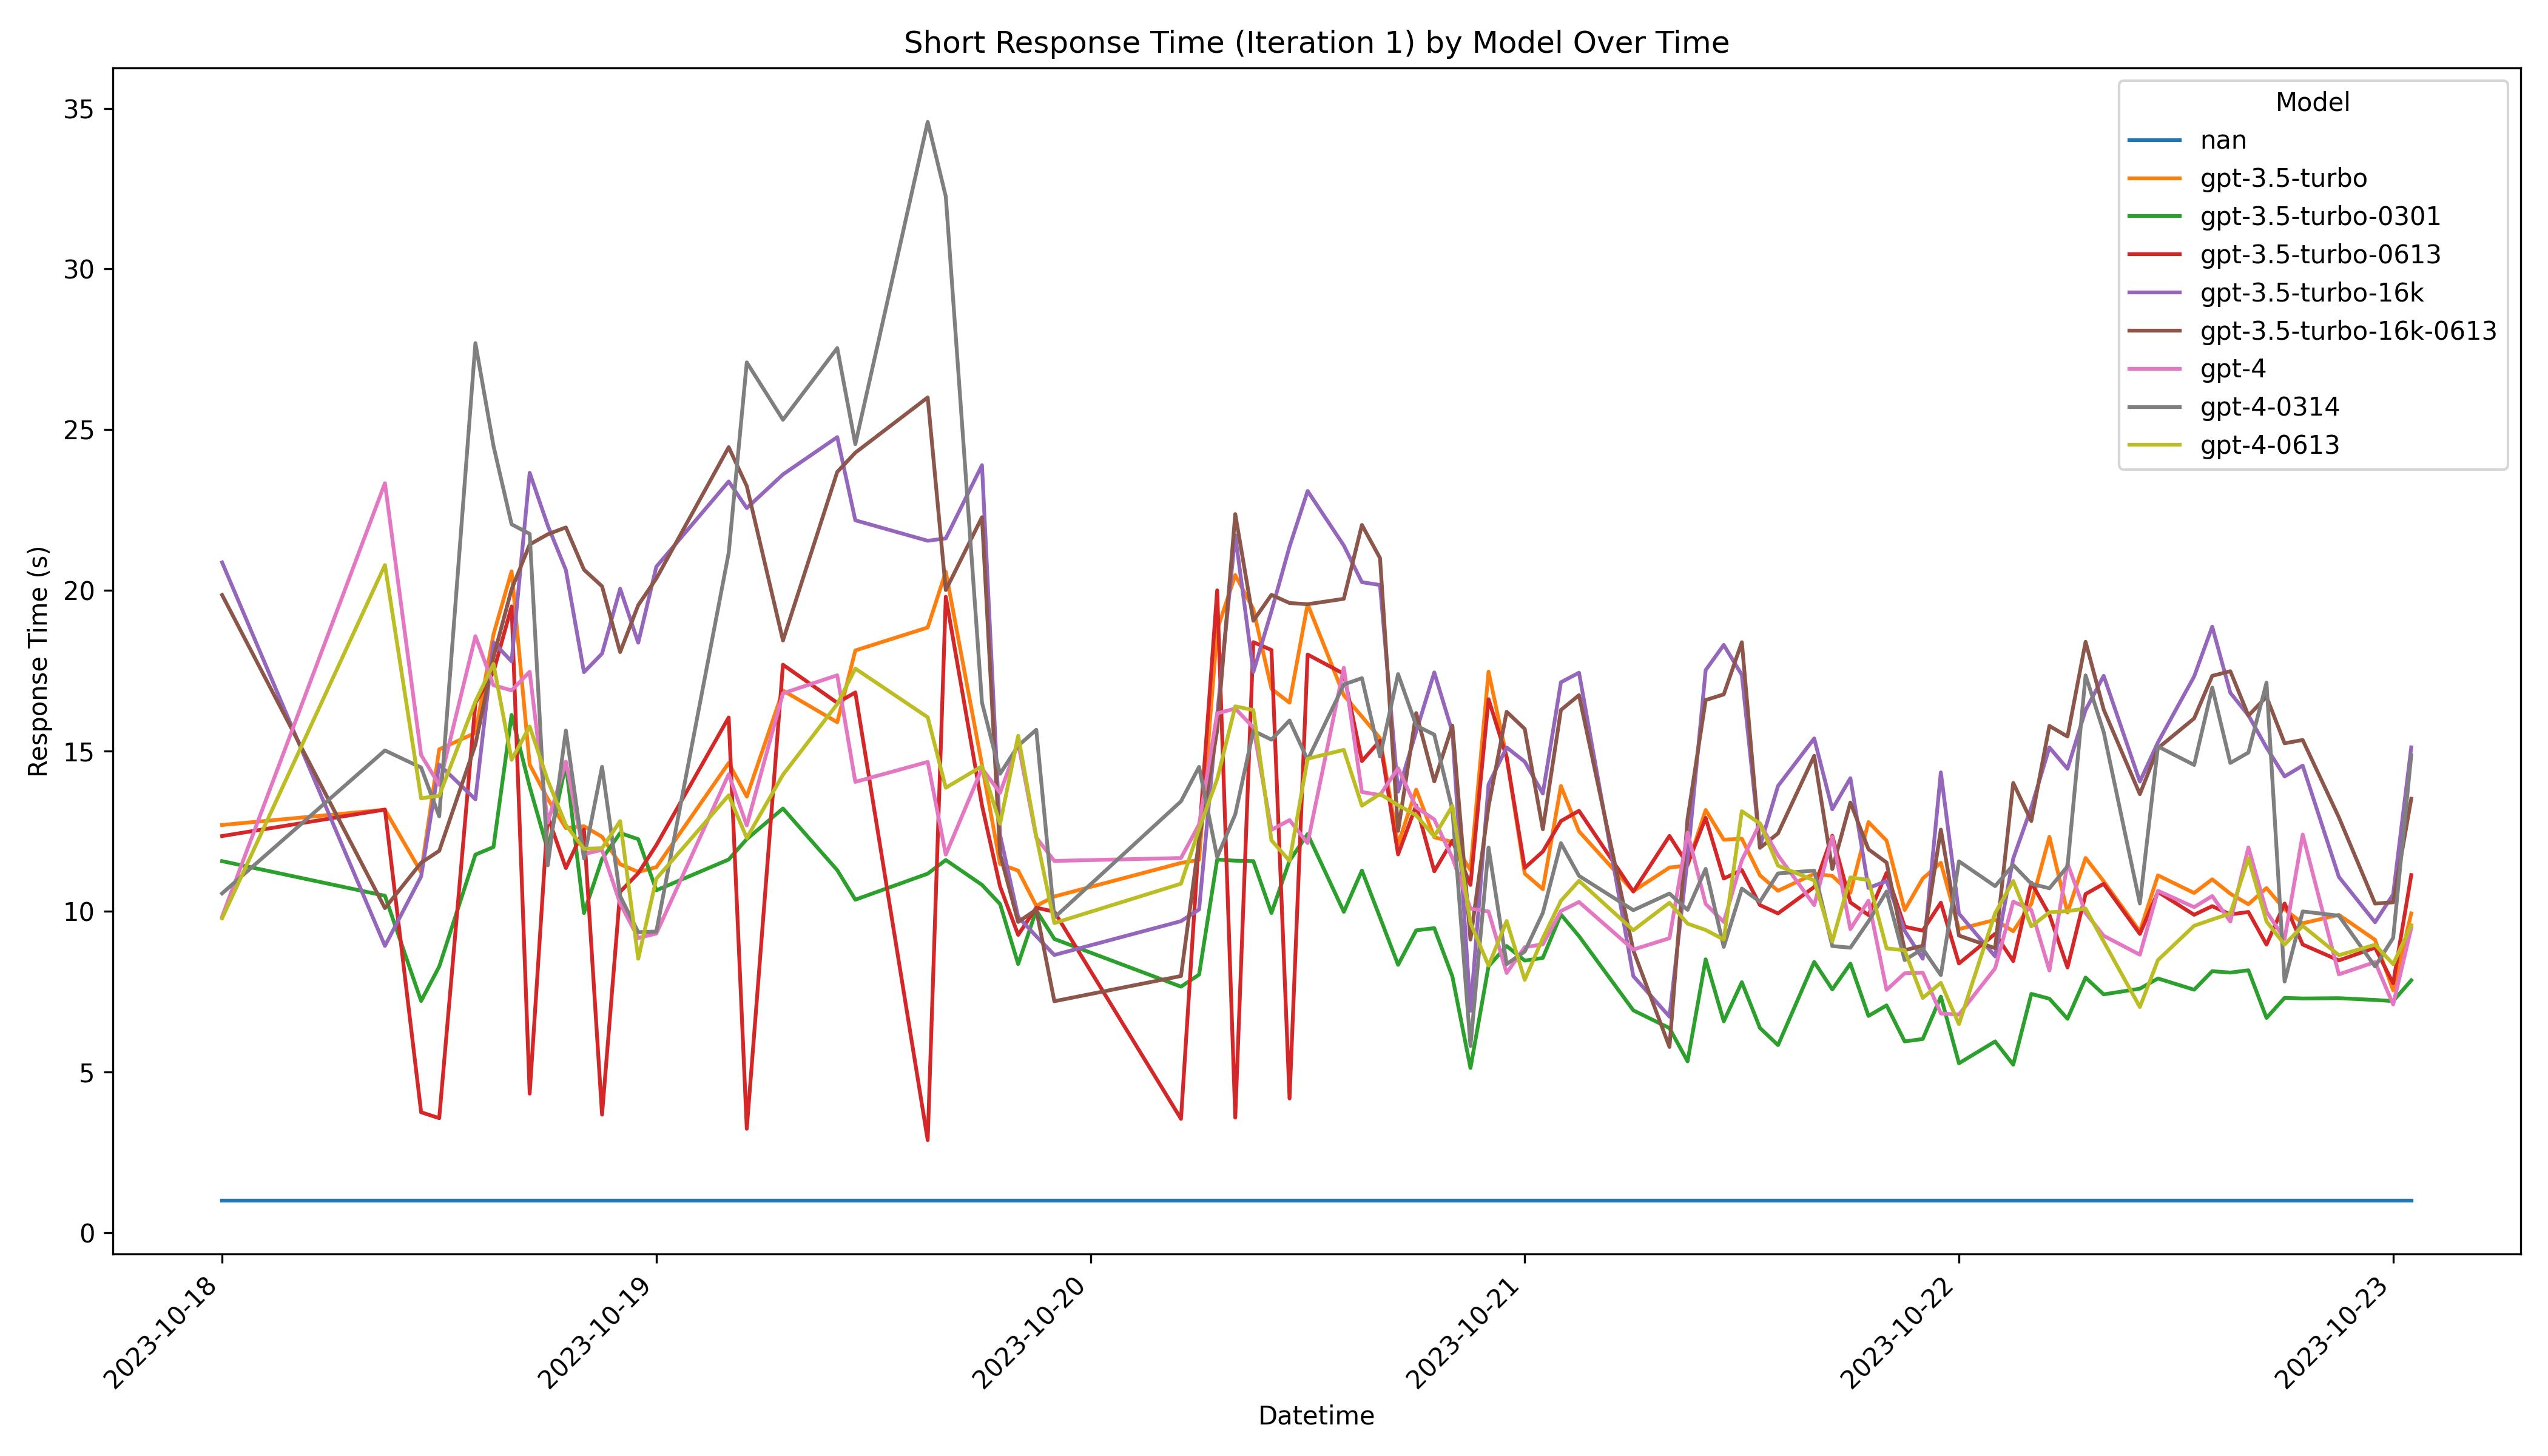 Short Response Time (Iteration 1) by Model Over Time
Model
nan
gpt-3.5-turbo
gpt-3.5-turbo-0301
gpt-3.5-turbo-0613
gpt-3.5-turbo-16k
gpt-3.5-turbo-16k-0613
gpt-4
gpt-4-0314
gpt-4-0613
Response Time (s)
35
30
25
20
15
10
5
0
2023-10-18
2023-10-19
2023-10-20
2023-10-21
2023-10-22
2023-10-23
Datetime